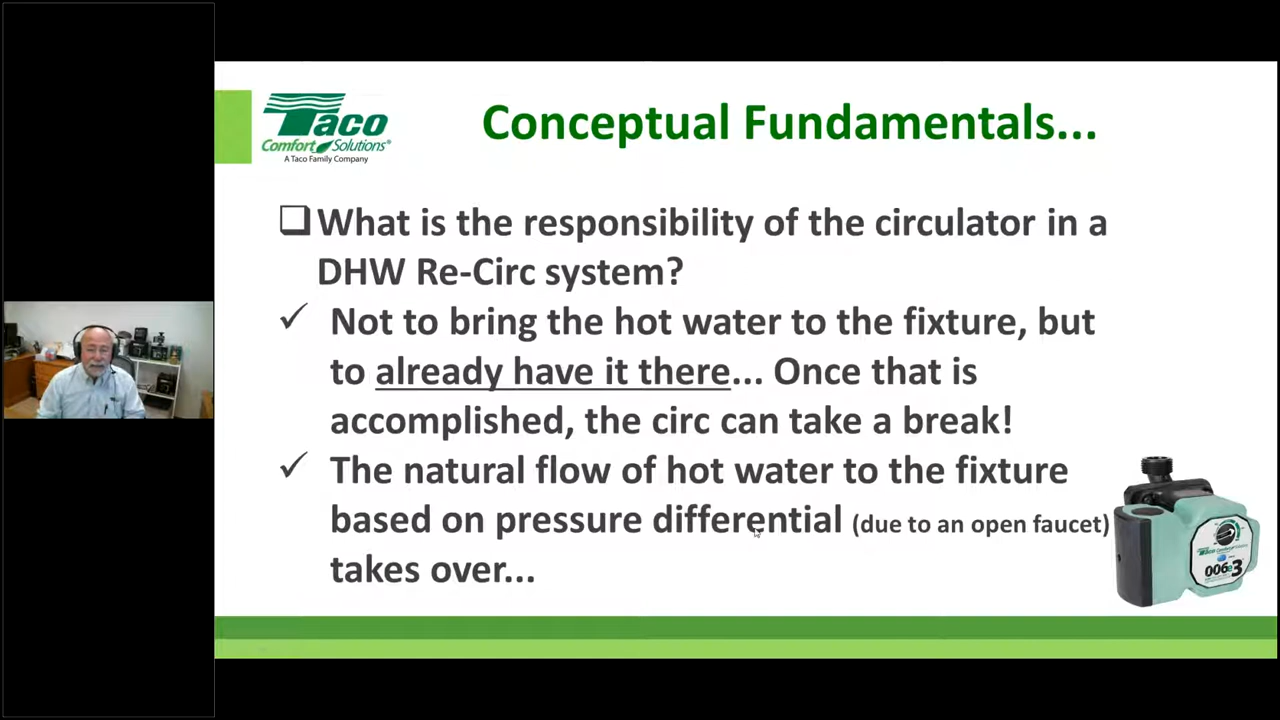 Taco
Comfort Solutions®
A Taco Family Company
Conceptual Fundamentals...
What is the responsibility of the circulator in a
DHW Re-Circ system?
Not to bring the hot water to the fixture, but
to already have it there... Once that is
accomplished, the circ can take a break!
The natural flow of hot water to the fixture
based on pressure differential (due to an open faucet)
takes over...
Taco
006e3